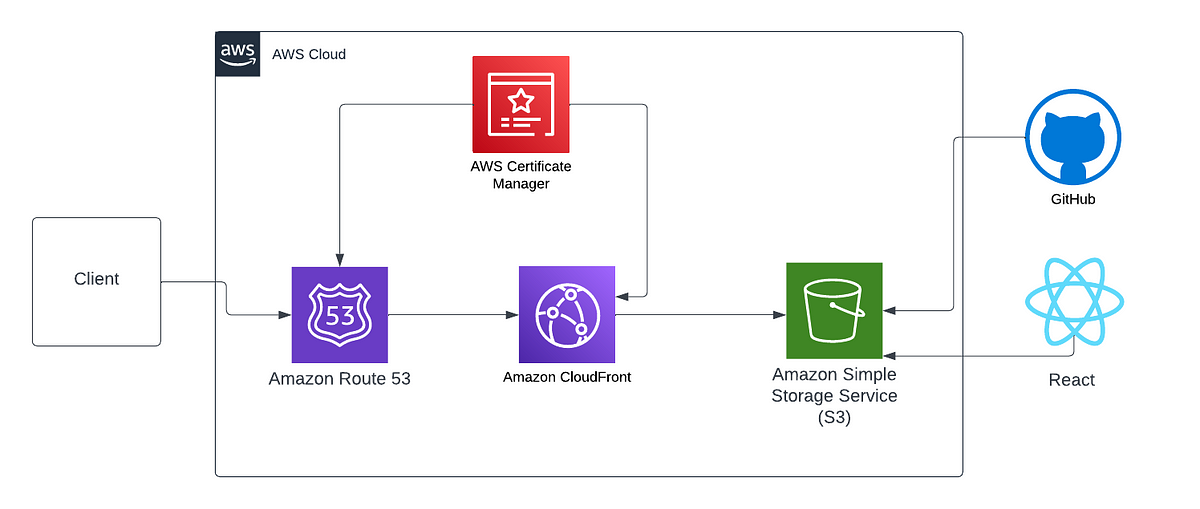 aws
AWS Cloud
AWS Certificate
Manager
GitHub
Client
53
Amazon Route 53
Amazon CloudFront
Amazon Simple
Storage Service
(S3)
React